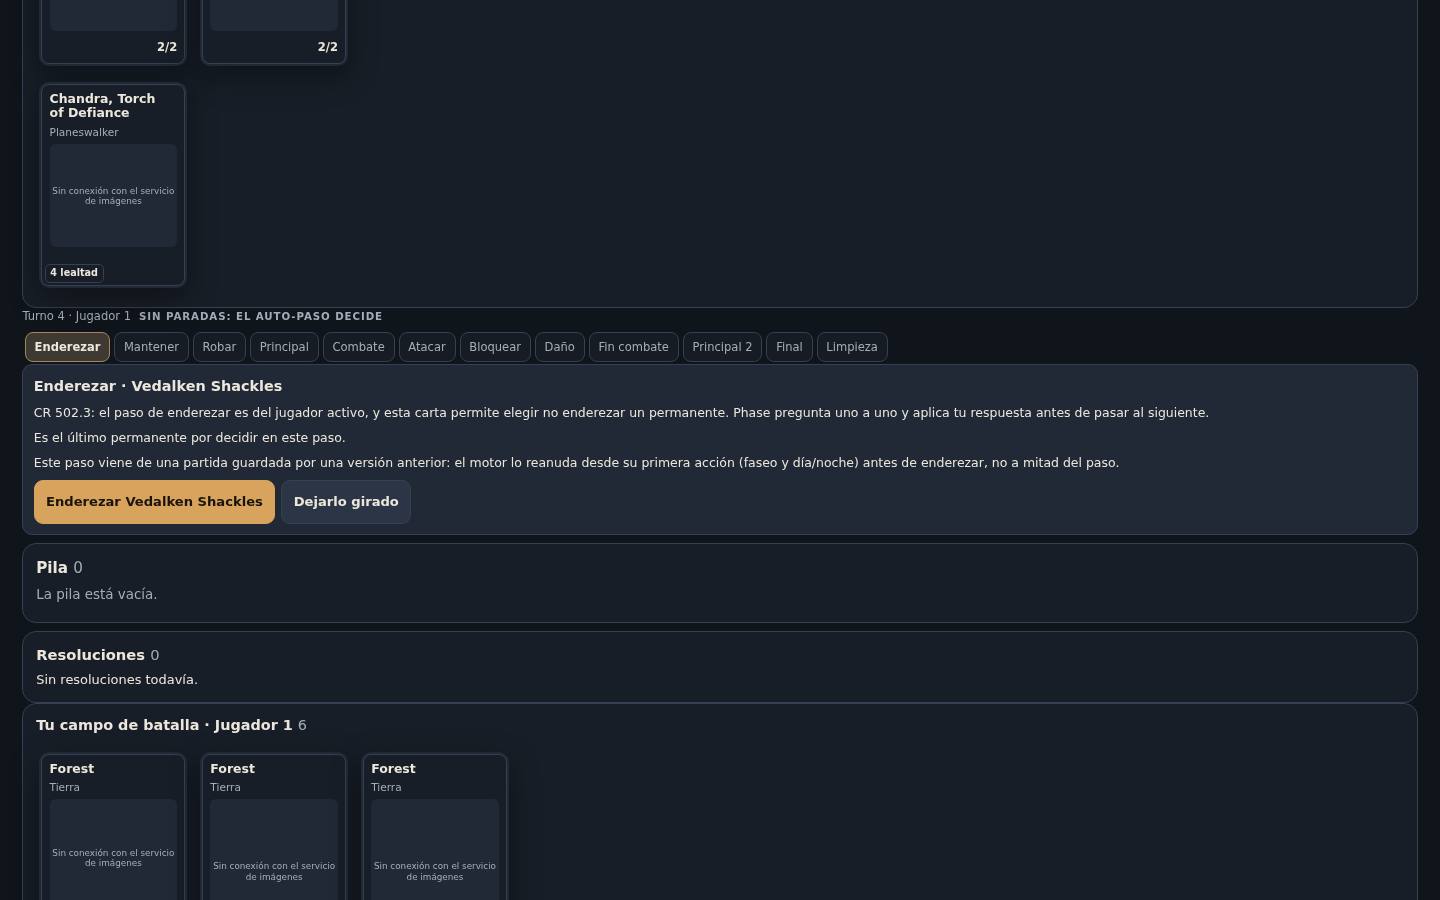 2/2
2/2
Chandra, Torch
of Defiance
Planeswalker
Sin conexión con el servicio
de imágenes
4 lealtad
Turno 4 · Jugador 1 SIN PARADAS: EL AUTO-PASO DECIDE
Enderezar Mantener Robar Principal Combate Atacar Bloquear Daño Fin combate Principal 2 Final Limpieza
Enderezar · Vedalken Shackles
CR 502.3: el paso de enderezar es del jugador activo, y esta carta permite elegir no enderezar un permanente. Phase pregunta uno a uno y aplica tu respuesta antes de pasar al siguiente.
Es el último permanente por decidir en este paso.
Este paso viene de una partida guardada por una versión anterior: el motor lo reanuda desde su primera acción (faseo y día/noche) antes de enderezar, no a mitad del paso.
Enderezar Vedalken Shackles Dejarlo girado
Pila 0
La pila está vacía.
Resoluciones 0
Sin resoluciones todavía.
Tu campo de batalla · Jugador 1 6
Forest
Tierra
Sin conexión con el servicio
de imágenes
Forest
Tierra
Sin conexión con el servicio
de imágenes
Forest
Tierra
Sin conexión con el servicio
de imágenes